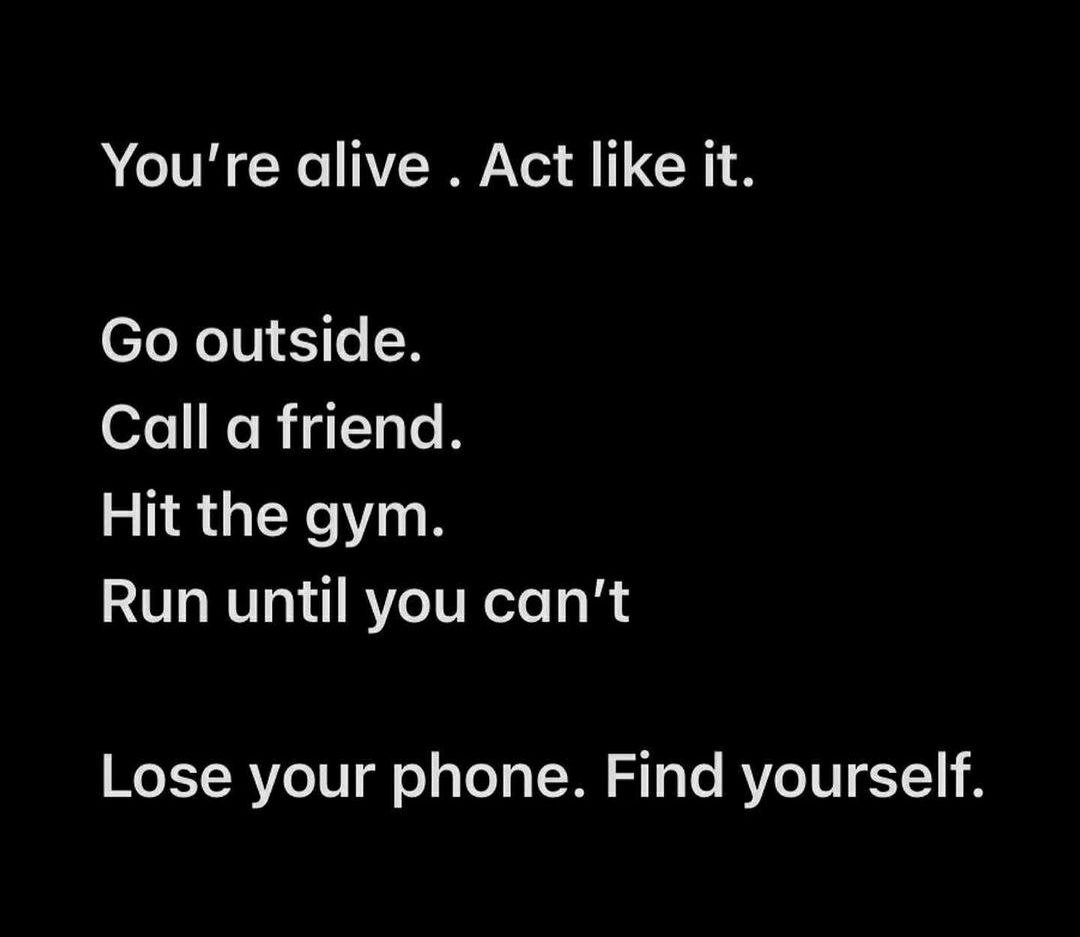 You’re alive . Act like it.
Go outside.
Call a friend.
Hit the gym.
Run until you can’t
Lose your phone. Find yourself.